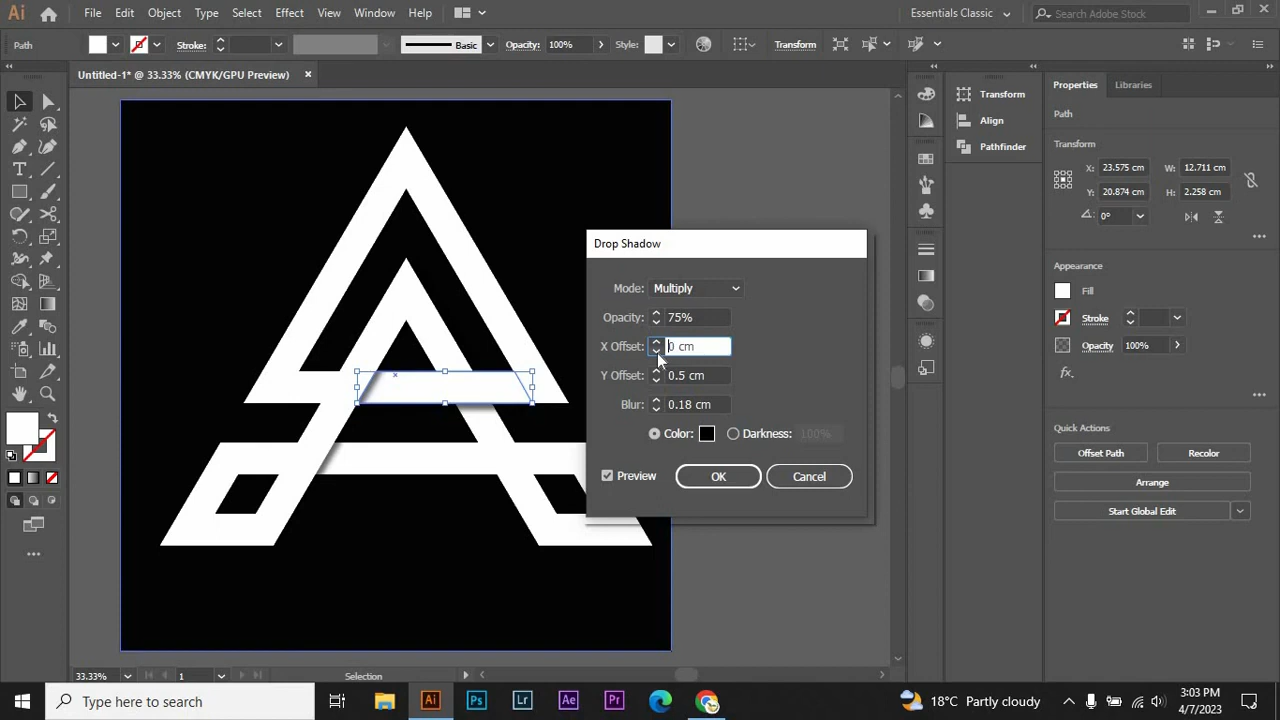 Ai File Edit Object Type Select Effect View Window Help Essentials Classic Search Adobe Stock
Path Stroke: Basic Opacity: 100% Style: Transform
Untitled-1* @ 33.33% (CMYK/GPU Preview) ×
Transform
Align
Pathfinder
Properties Libraries
Path
Transform
X: 23.575 cm W: 12.711 cm
Y: 20.874 cm H: 2.258 cm
0°
Appearance
Fill
Stroke
Opacity 100%
fx.
Quick Actions
Offset Path Recolor
Arrange
Start Global Edit
Drop Shadow
Mode: Multiply
Opacity: 75%
X Offset: 0 cm
Y Offset: 0.5 cm
Blur: 0.18 cm
Color: Darkness: 100%
Preview OK Cancel
33.33% 1 Selection
Type here to search Ai Ps Lr Ae Pr 18°C Partly cloudy 3:03 PM
4/7/2023